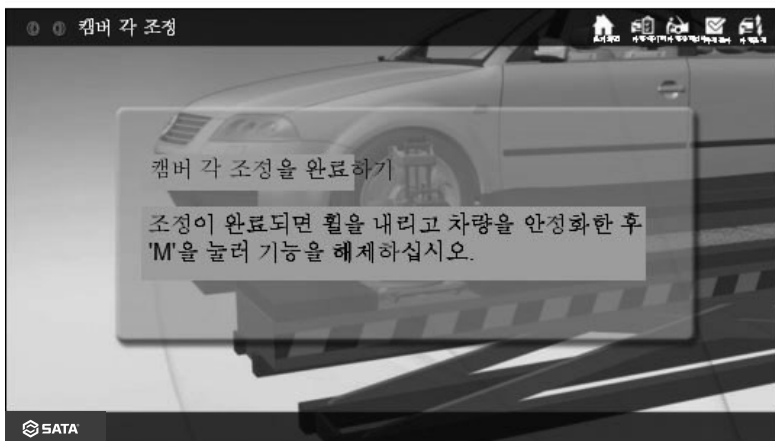 캠버 각 조정
캠버 각 조정을 완료하기
조정이 완료되면 휠을 내리고 차량을 안정화한 후
'M'을 눌러 기능을 해제하십시오.
SATA